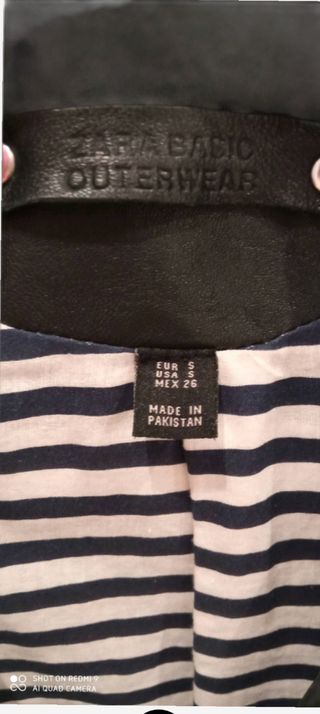 ZARA BASIC
OUTERWEAR
EUR S
USA S
MEX 26
MADE IN
PAKISTAN
SHOT ON REDMI 9
AI QUAD CAMERA